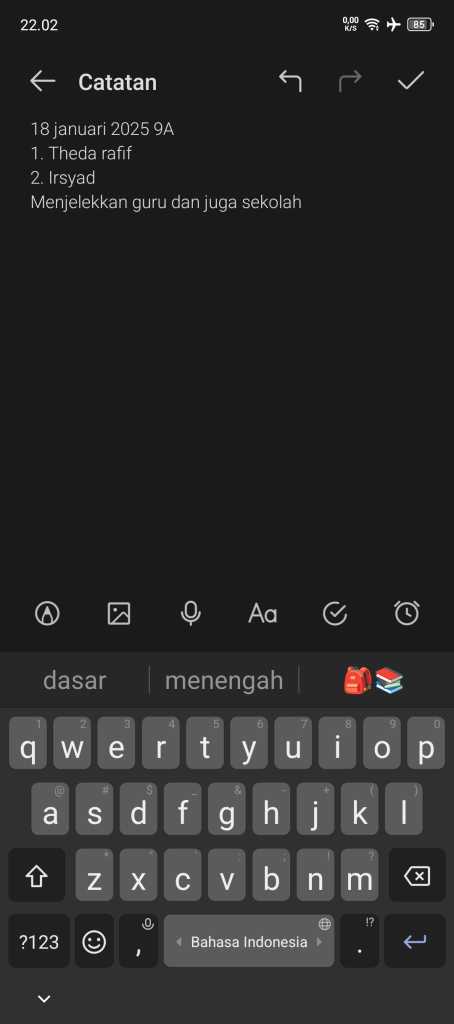 22.02
0,00
K/S
85
Catatan
18 januari 2025 9A
1. Theda rafif
2. Irsyad
Menjelekkan guru dan juga sekolah
Aa
dasar menengah
1 2 3 4 5 6 7 8 9 0
q w e r t y u i o p
@ # $ _ & - + ( )
a s d f g h j k l
* " ' : ; ! ?
z x c v b n m
?123 , Bahasa Indonesia !? .